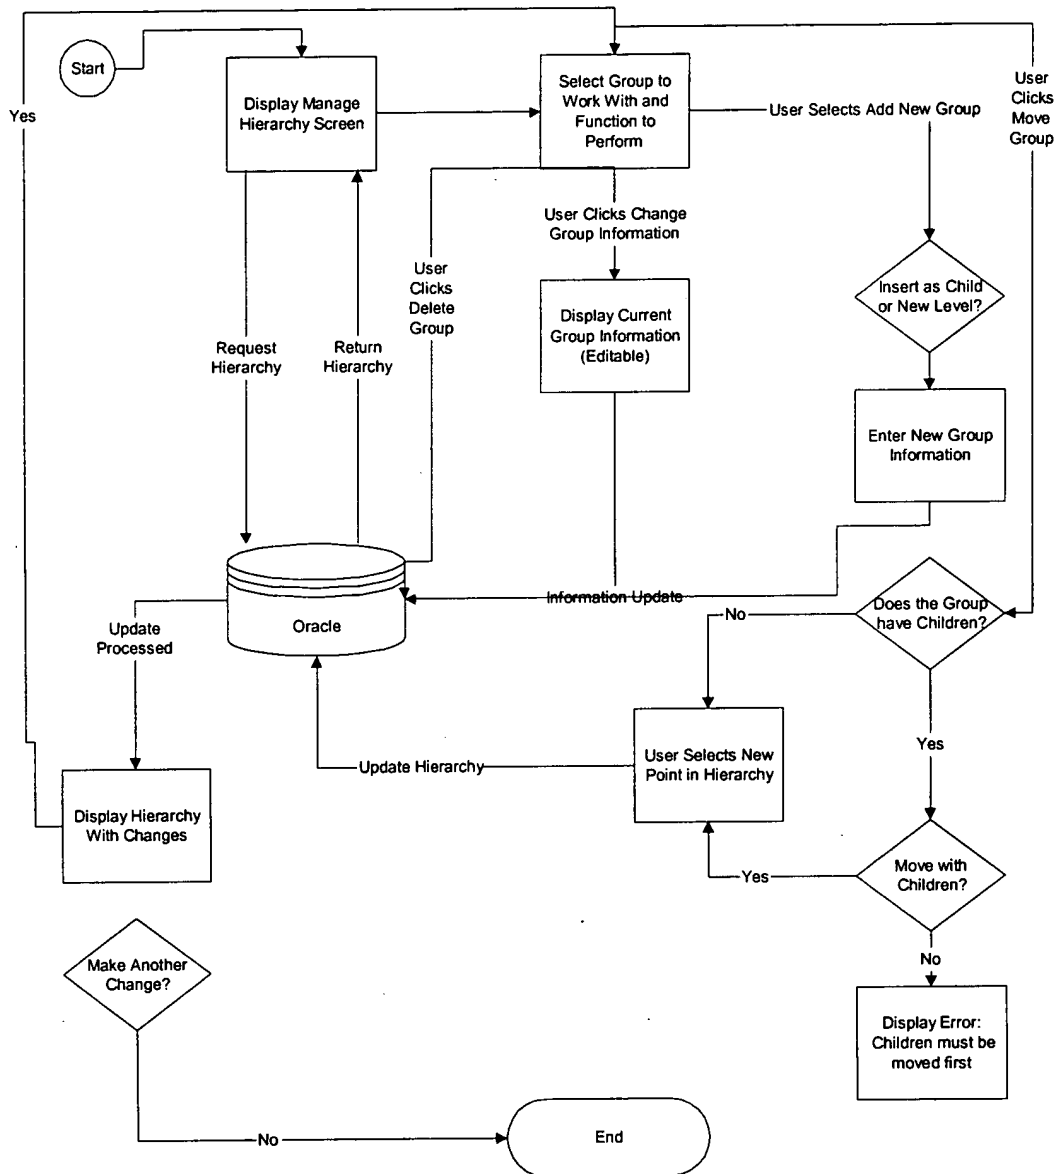 Start
Display Manage
Hierarchy Screen
Select Group to
Work With and
Function to
Perform
User
Clicks
Move
Group
Yes
User Selects Add New Group
User Clicks Change
Group Information
User
Clicks
Delete
Group
Insert as Child
or New Level?
Display Current
Group Information
(Editable)
Request
Hierarchy
Return
Hierarchy
Enter New Group
Information
Information Update
Oracle
Does the Group
have Children?
No
Update
Processed
Yes
User Selects New
Point in Hierarchy
Update Hierarchy
Display Hierarchy
With Changes
Move with
Children?
Yes
No
Make Another
Change?
Display Error:
Children must be
moved first
No
End